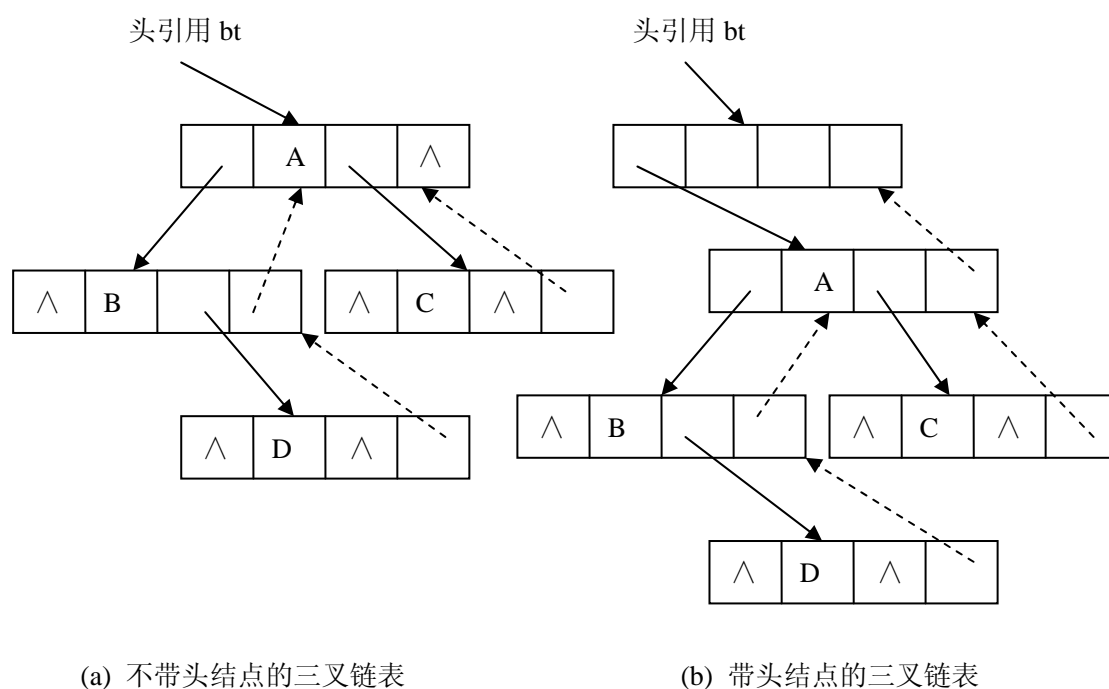 头引用 bt
头引用 bt
A ∧
A
∧ B
∧ C ∧
∧ B
∧ C ∧
∧ D ∧
∧ D ∧
(a) 不带头结点的三叉链表
(b) 带头结点的三叉链表